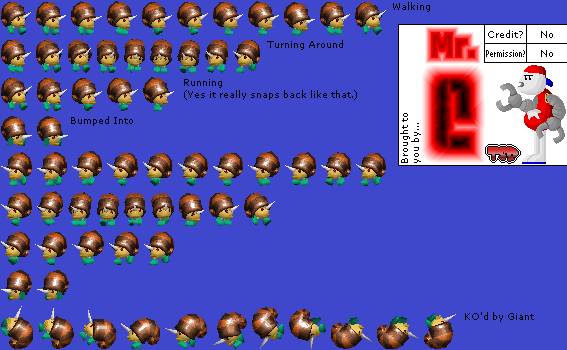 Walking
Turning Around
Running
(Yes it really snaps back like that.)
Bumped Into
KO'd by Giant
Mr.
C
Credit? No
Permission? No
Brought to
you by...